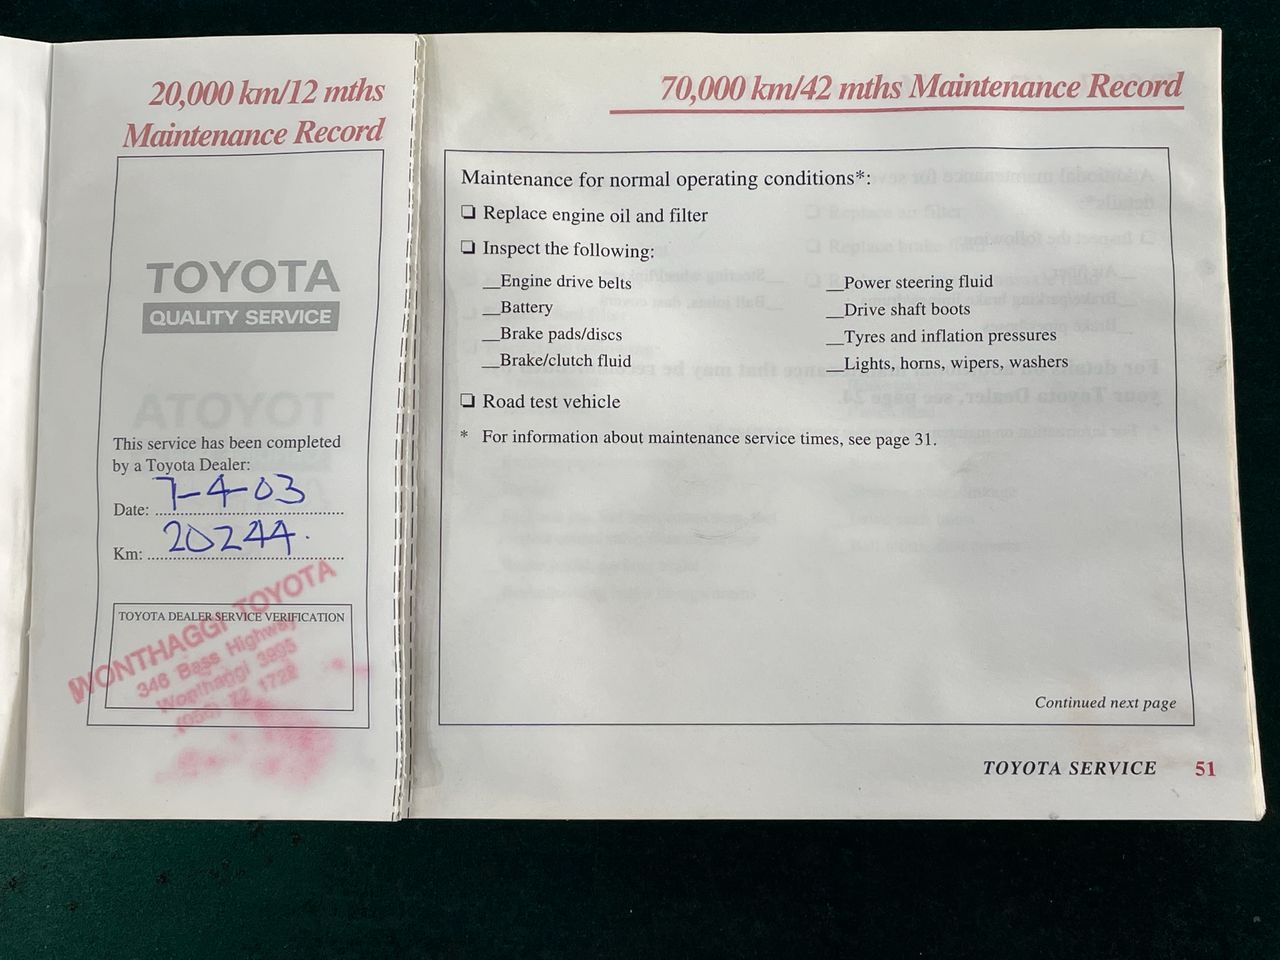 20,000 km/12 mths
Maintenance Record
TOYOTA
QUALITY SERVICE
This service has been completed
by a Toyota Dealer:
Date: 7-4-03
Km: 20244.
TOYOTA DEALER SERVICE VERIFICATION
WONTHAGGI TOYOTA
346 Bass Highway
Wonthaggi 3995
(056) 72 1722
70,000 km/42 mths Maintenance Record
Maintenance for normal operating conditions*:
❏ Replace engine oil and filter
❏ Inspect the following:
__Engine drive belts
__Battery
__Brake pads/discs
__Brake/clutch fluid
__Power steering fluid
__Drive shaft boots
__Tyres and inflation pressures
__Lights, horns, wipers, washers
❏ Road test vehicle
* For information about maintenance service times, see page 31.
Continued next page
TOYOTA SERVICE 51